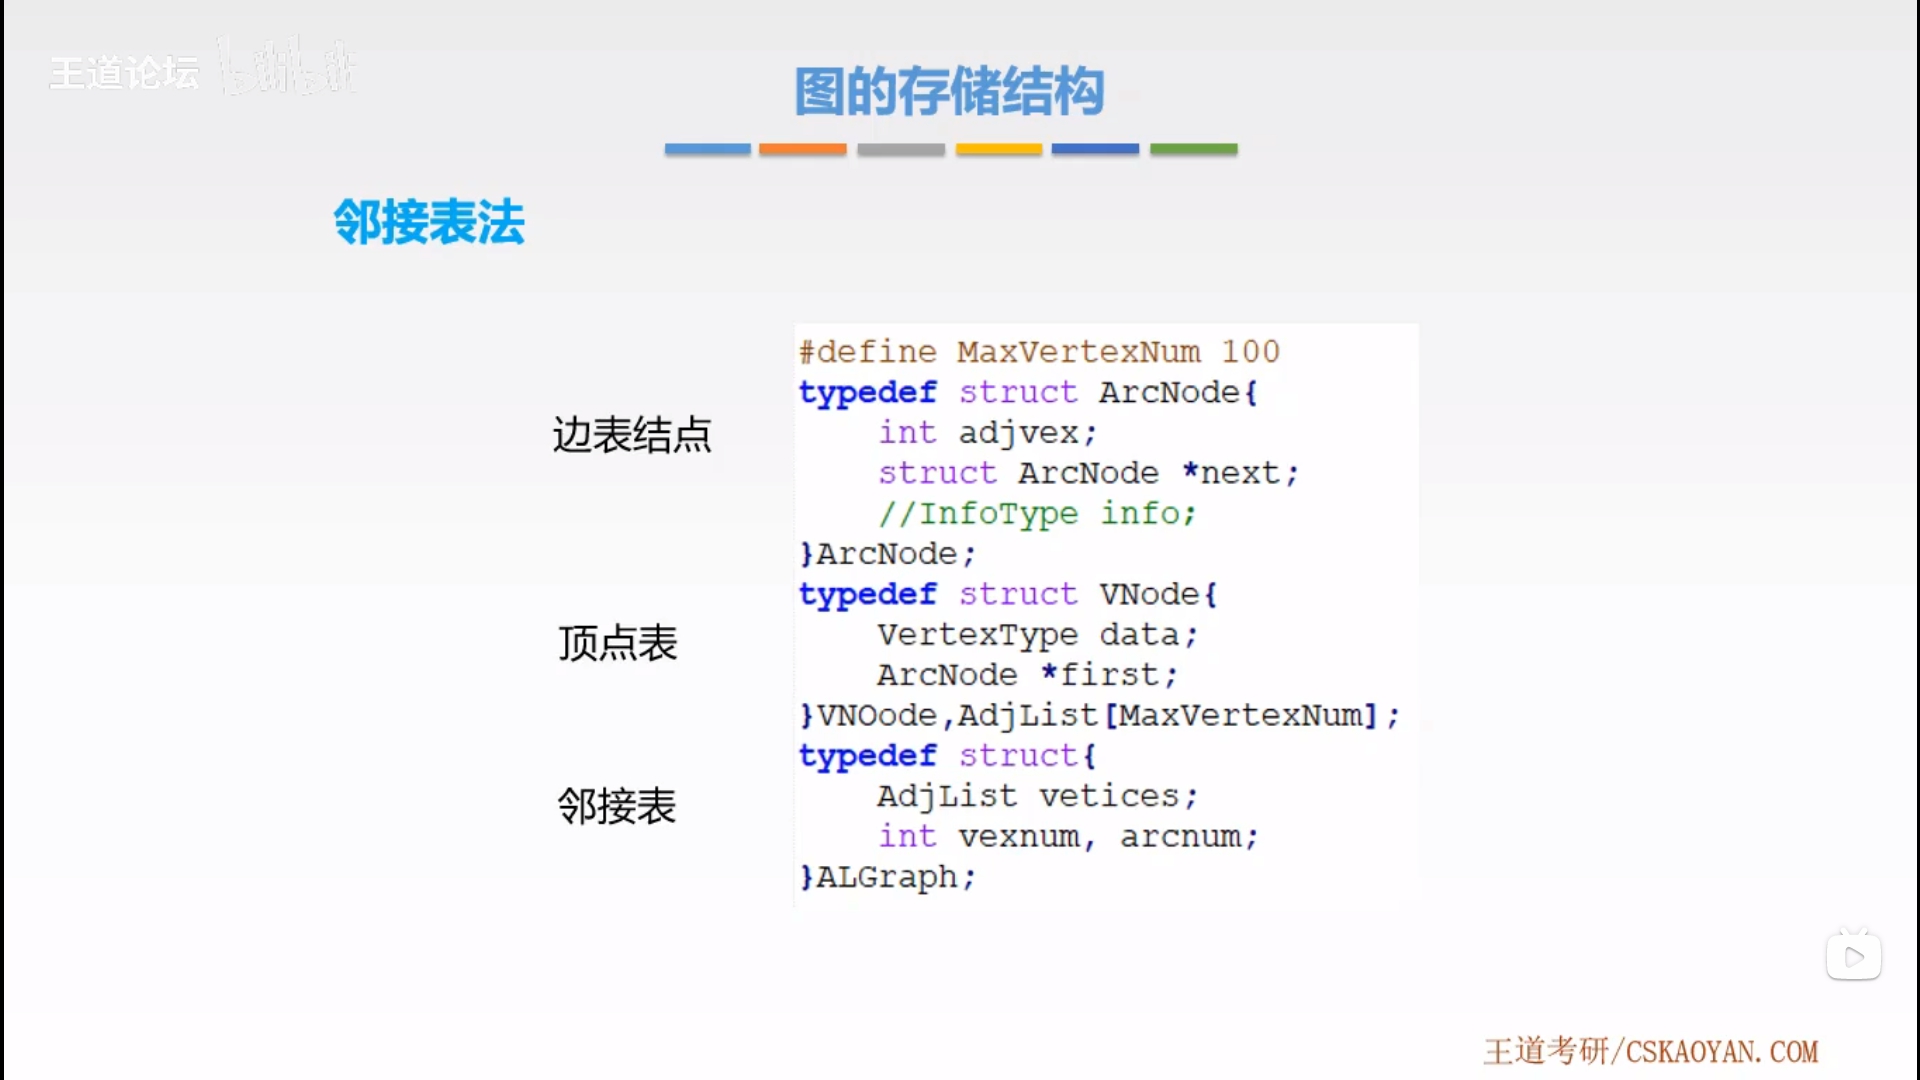 王道论坛 bilibili
图的存储结构
邻接表法
边表结点
顶点表
邻接表
#define MaxVertexNum 100
typedef struct ArcNode{
    int adjvex;
    struct ArcNode *next;
    //InfoType info;
}ArcNode;
typedef struct VNode{
    VertexType data;
    ArcNode *first;
}VNOode,AdjList[MaxVertexNum];
typedef struct{
    AdjList vetices;
    int vexnum, arcnum;
}ALGraph;
王道考研/CSKAOYAN.COM